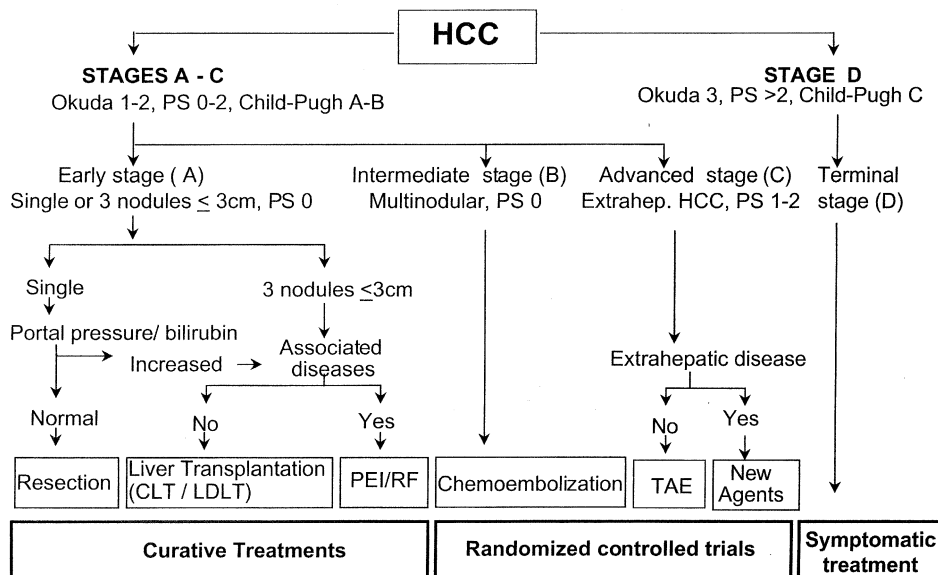 HCC
STAGES A - C
Okuda 1-2, PS 0-2, Child-Pugh A-B
STAGE D
Okuda 3, PS >2, Child-Pugh C
Early stage ( A)
Single or 3 nodules ≤ 3cm, PS 0
Intermediate stage (B)
Multinodular, PS 0
Advanced stage (C)
Extrahep. HCC, PS 1-2
Terminal
stage (D)
Single
3 nodules ≤3cm
Portal pressure/ bilirubin
Increased
Associated
diseases
Extrahepatic disease
Normal
No
Yes
No
Yes
Resection
Liver Transplantation
(CLT / LDLT)
PEI/RF
Chemoembolization
TAE
New
Agents
Curative Treatments
Randomized controlled trials
Symptomatic
treatment